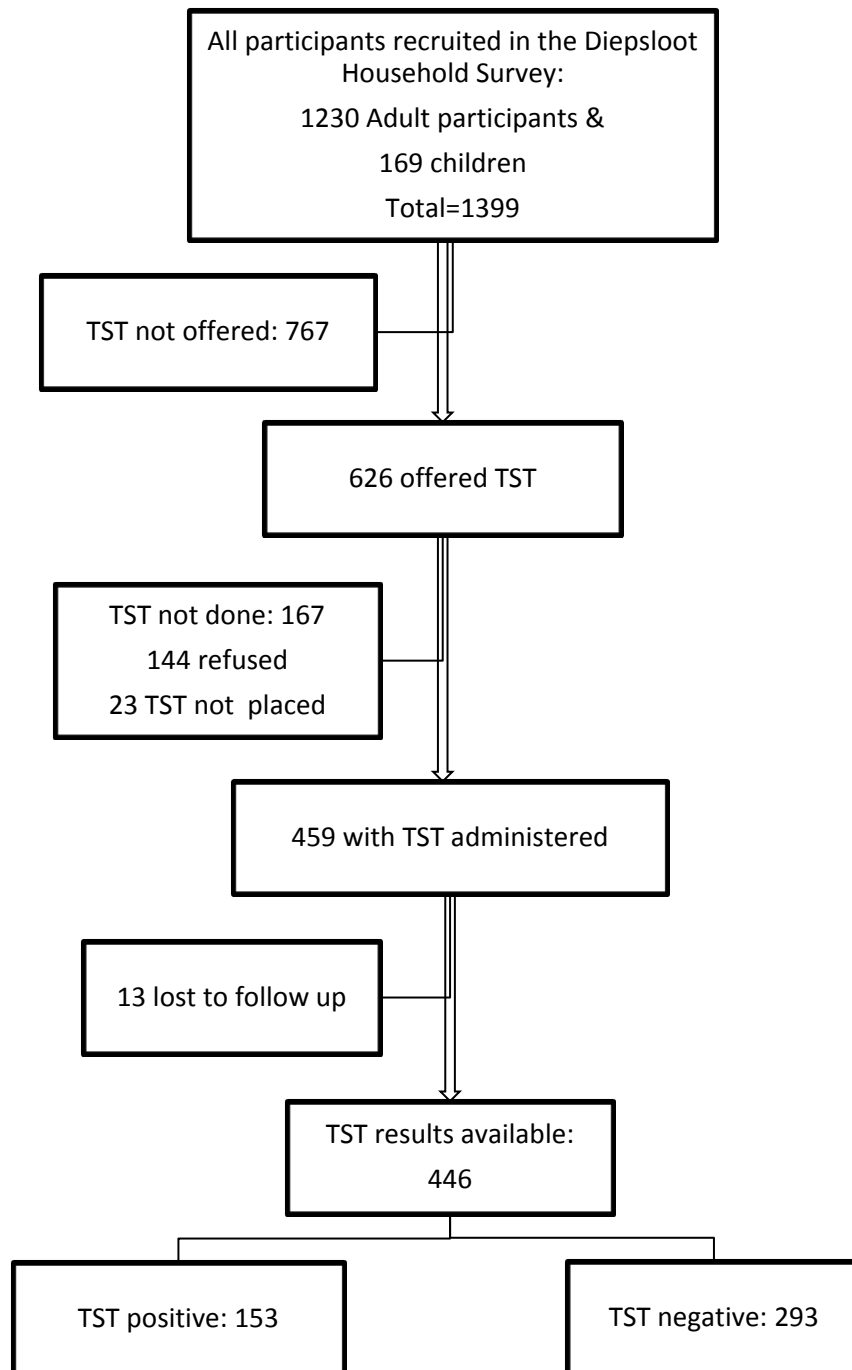 All participants recruited in the Diepsloot
Household Survey:
1230 Adult participants &
169 children
Total=1399
TST not offered: 767
626 offered TST
TST not done: 167
144 refused
23 TST not placed
459 with TST administered
13 lost to follow up
TST results available:
446
TST positive: 153
TST negative: 293